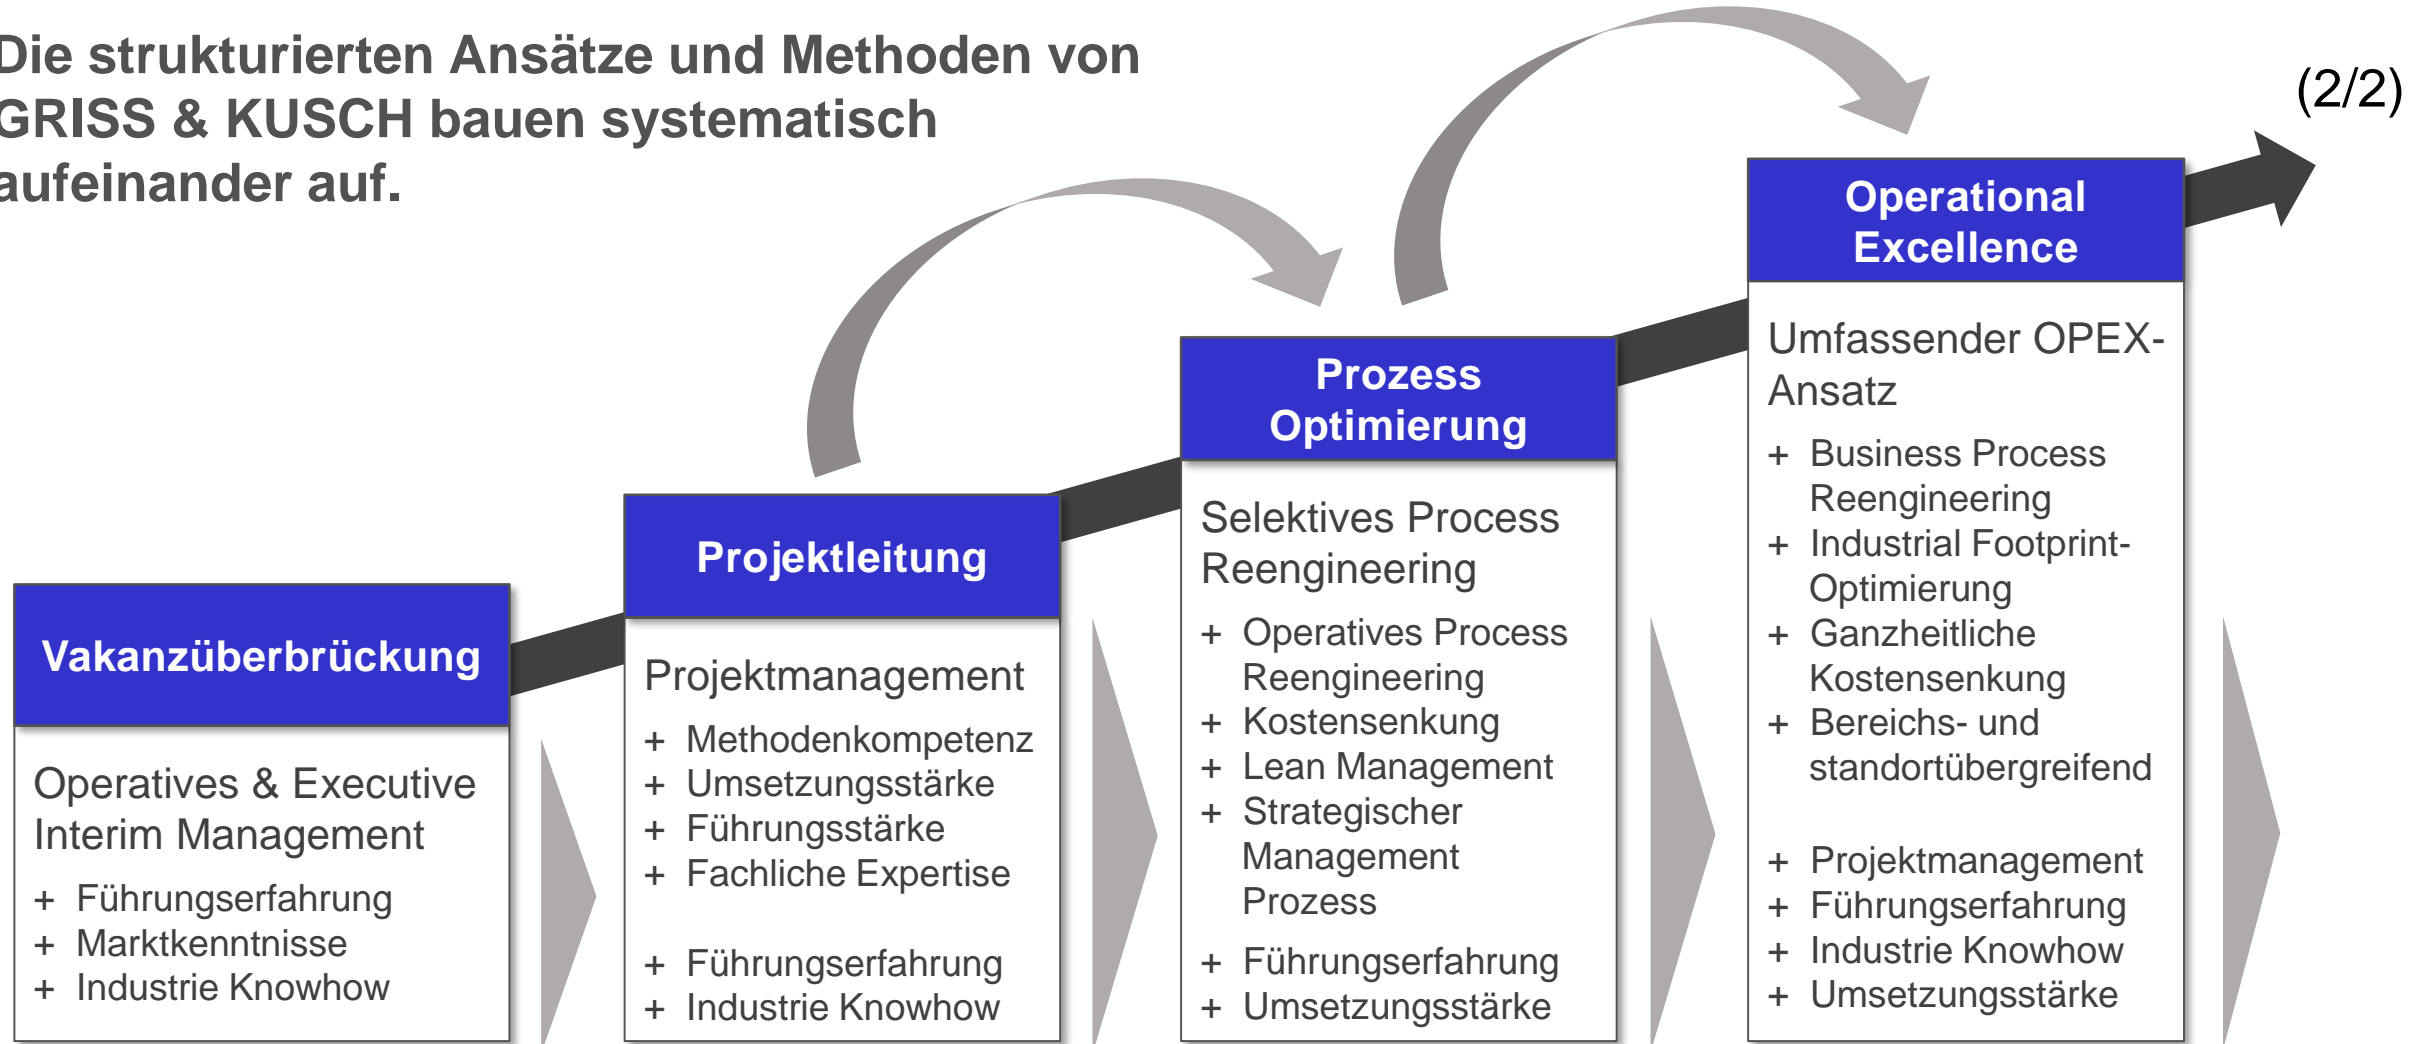 Die strukturierten Ansätze und Methoden von
GRISS & KUSCH bauen systematisch
aufeinander auf.
(2/2)
Vakanzüberbrückung
Operatives & Executive
Interim Management
+ Führungserfahrung
+ Marktkenntnisse
+ Industrie Knowhow
Projektleitung
Projektmanagement
+ Methodenkompetenz
+ Umsetzungsstärke
+ Führungsstärke
+ Fachliche Expertise
+ Führungserfahrung
+ Industrie Knowhow
Prozess
Optimierung
Selektives Process
Reengineering
+ Operatives Process
Reengineering
+ Kostensenkung
+ Lean Management
+ Strategischer
Management
Prozess
+ Führungserfahrung
+ Umsetzungsstärke
Operational
Excellence
Umfassender OPEX-
Ansatz
+ Business Process
Reengineering
+ Industrial Footprint-
Optimierung
+ Ganzheitliche
Kostensenkung
+ Bereichs- und
standortübergreifend
+ Projektmanagement
+ Führungserfahrung
+ Industrie Knowhow
+ Umsetzungsstärke